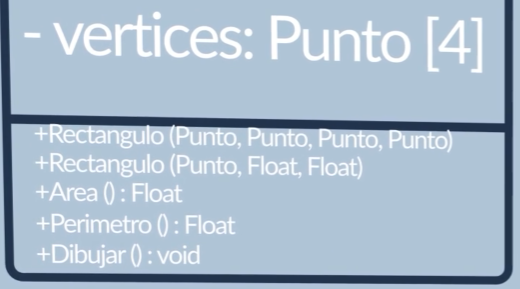 - vertices: Punto [4]
+Rectangulo (Punto, Punto, Punto, Punto)
+Rectangulo (Punto, Float, Float)
+Area () : Float
+Perimetro () : Float
+Dibujar () : void